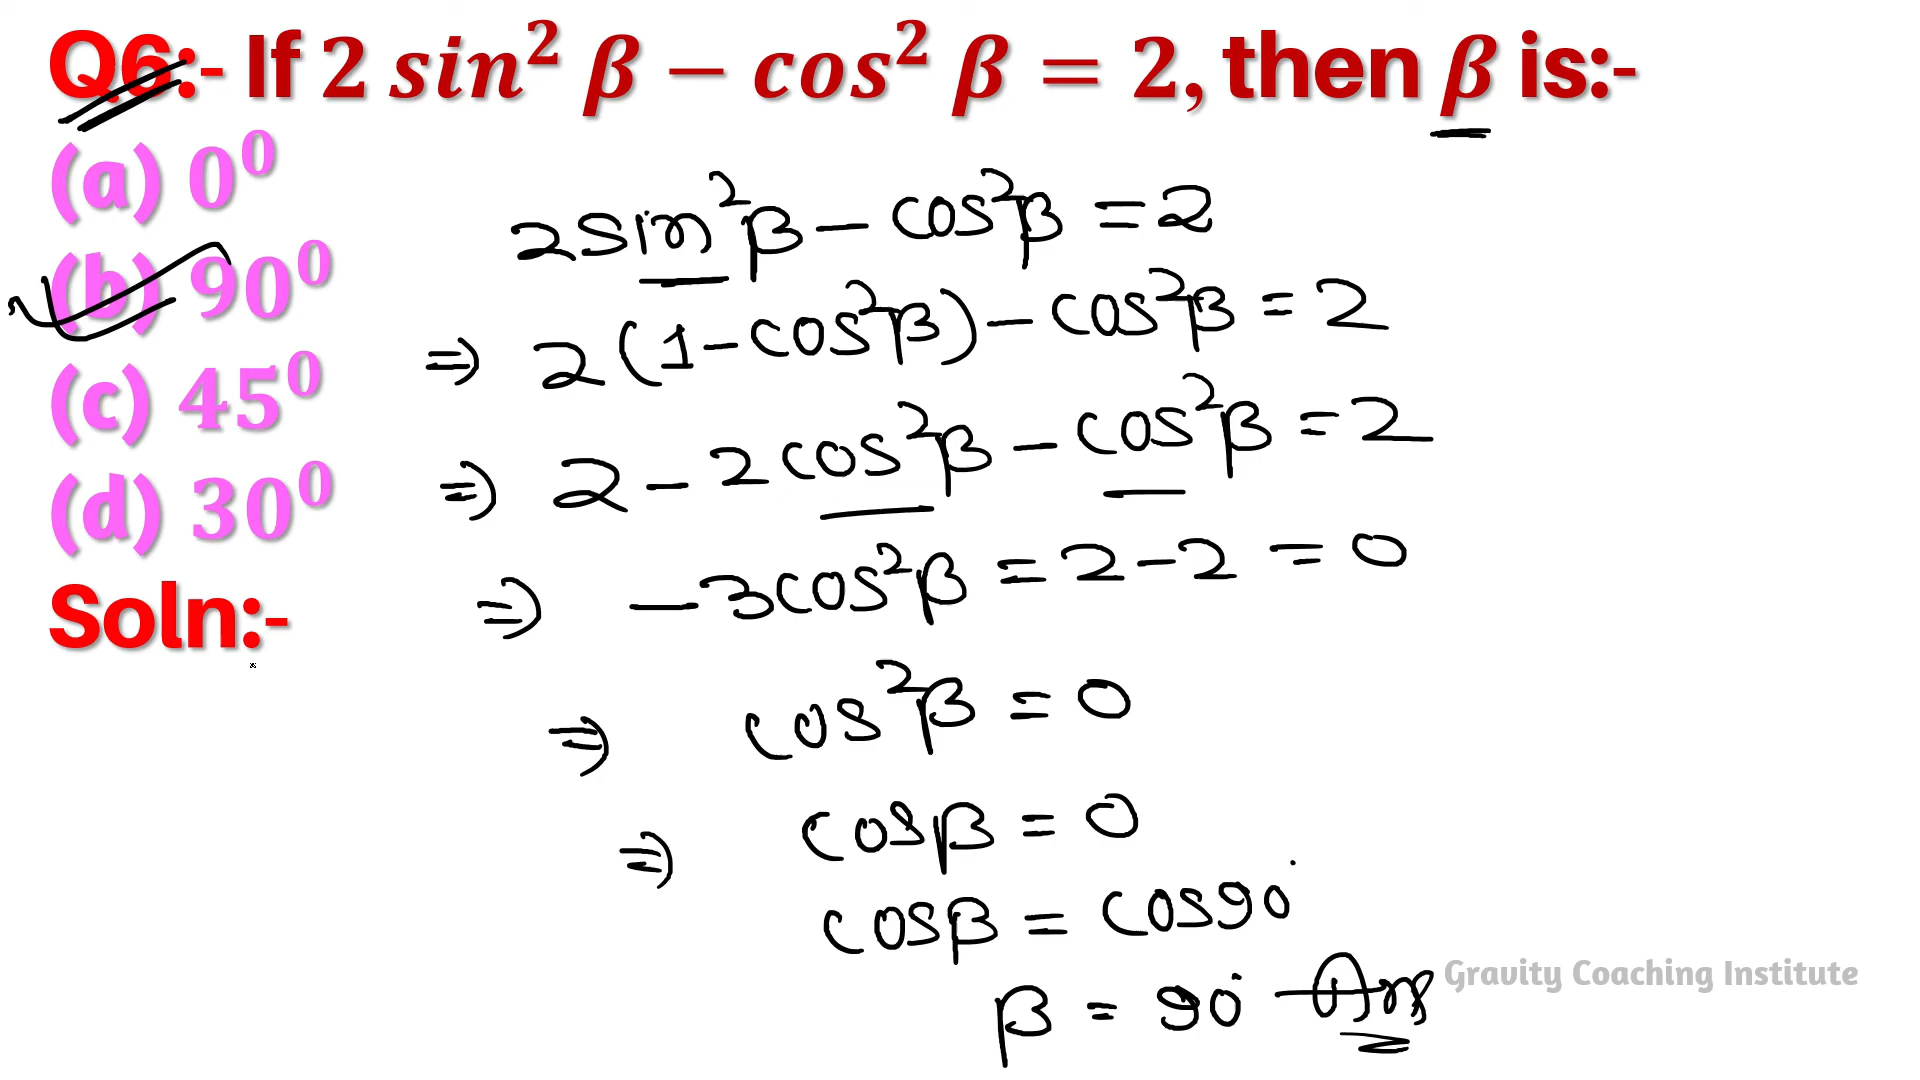 Q6:- If 2 sin² β − cos² β = 2, then β is:-
(a) 0⁰
(b) 90⁰
(c) 45⁰
(d) 30⁰
Soln:-
2sin²β − cos²β = 2
⇒ 2(1 − cos²β) − cos²β = 2
⇒ 2 − 2cos²β − cos²β = 2
⇒ −3cos²β = 2 − 2 = 0
⇒ cos²β = 0
⇒ cosβ = 0
cosβ = cos90°
β = 90° Ans
Gravity Coaching Institute